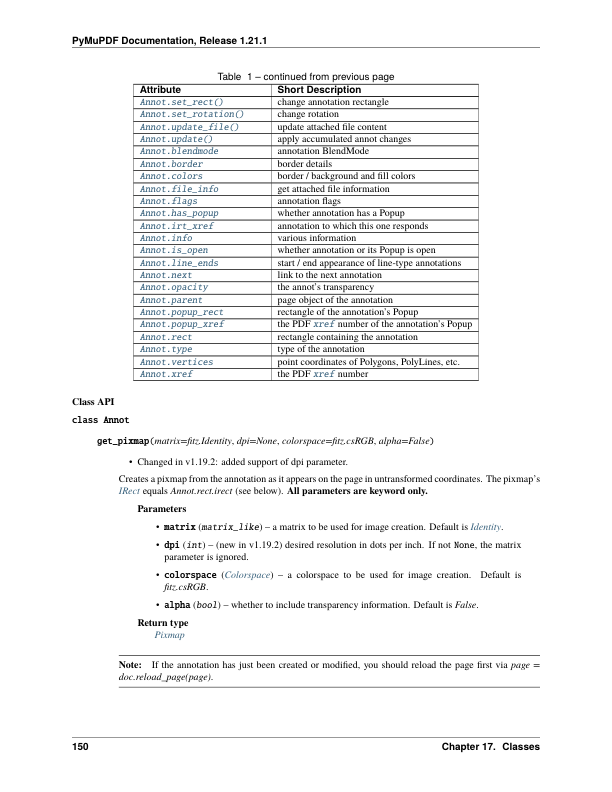 PyMuPDF Documentation, Release 1.21.1
Table 1 – continued from previous page
Attribute Short Description
Annot.set_rect() change annotation rectangle
Annot.set_rotation() change rotation
Annot.update_file() update attached file content
Annot.update() apply accumulated annot changes
Annot.blendmode annotation BlendMode
Annot.border border details
Annot.colors border / background and fill colors
Annot.file_info get attached file information
Annot.flags annotation flags
Annot.has_popup whether annotation has a Popup
Annot.irt_xref annotation to which this one responds
Annot.info various information
Annot.is_open whether annotation or its Popup is open
Annot.line_ends start / end appearance of line-type annotations
Annot.next link to the next annotation
Annot.opacity the annot's transparency
Annot.parent page object of the annotation
Annot.popup_rect rectangle of the annotation's Popup
Annot.popup_xref the PDF xref number of the annotation's Popup
Annot.rect rectangle containing the annotation
Annot.type type of the annotation
Annot.vertices point coordinates of Polygons, PolyLines, etc.
Annot.xref the PDF xref number
Class API
class Annot
get_pixmap(matrix=fitz.Identity, dpi=None, colorspace=fitz.csRGB, alpha=False)
• Changed in v1.19.2: added support of dpi parameter.
Creates a pixmap from the annotation as it appears on the page in untransformed coordinates. The pixmap's
IRect equals Annot.rect.irect (see below). All parameters are keyword only.
Parameters
• matrix (matrix_like) – a matrix to be used for image creation. Default is Identity.
• dpi (int) – (new in v1.19.2) desired resolution in dots per inch. If not None, the matrix
parameter is ignored.
• colorspace (Colorspace) – a colorspace to be used for image creation. Default is
fitz.csRGB.
• alpha (bool) – whether to include transparency information. Default is False.
Return type
Pixmap
Note: If the annotation has just been created or modified, you should reload the page first via page =
doc.reload_page(page).
150 Chapter 17. Classes